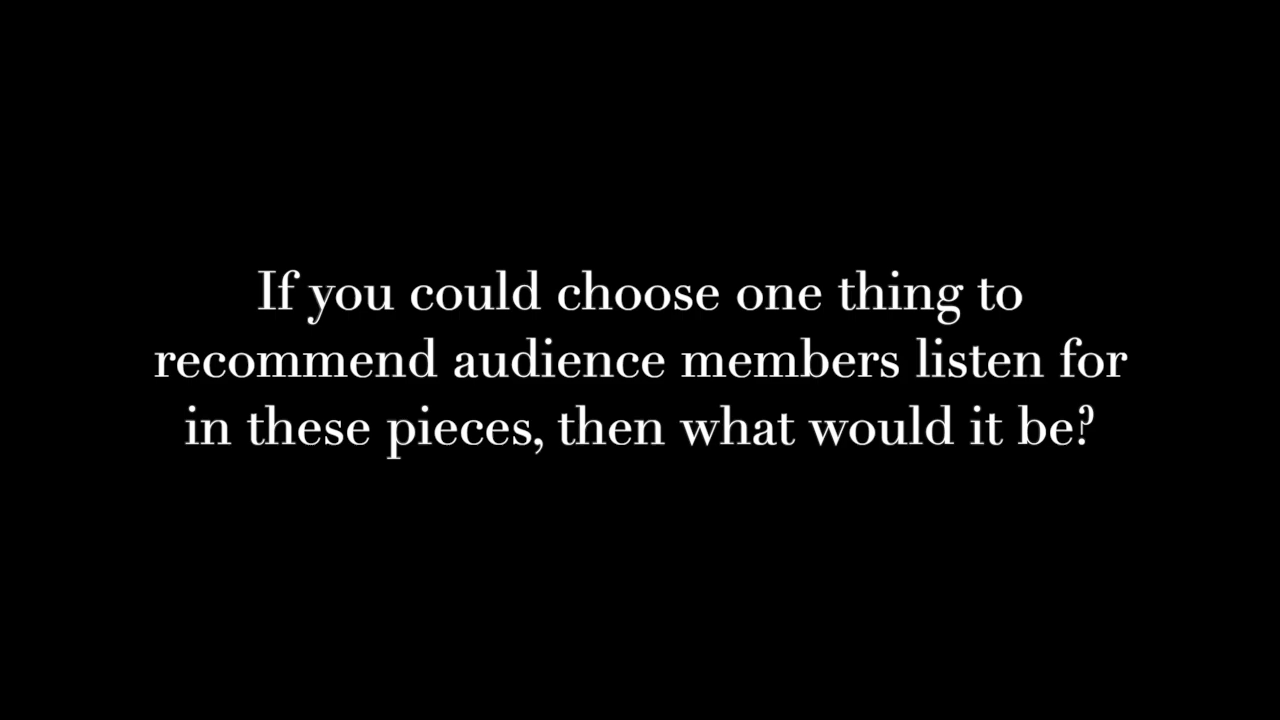 If you could choose one thing to
recommend audience members listen for
in these pieces, then what would it be?